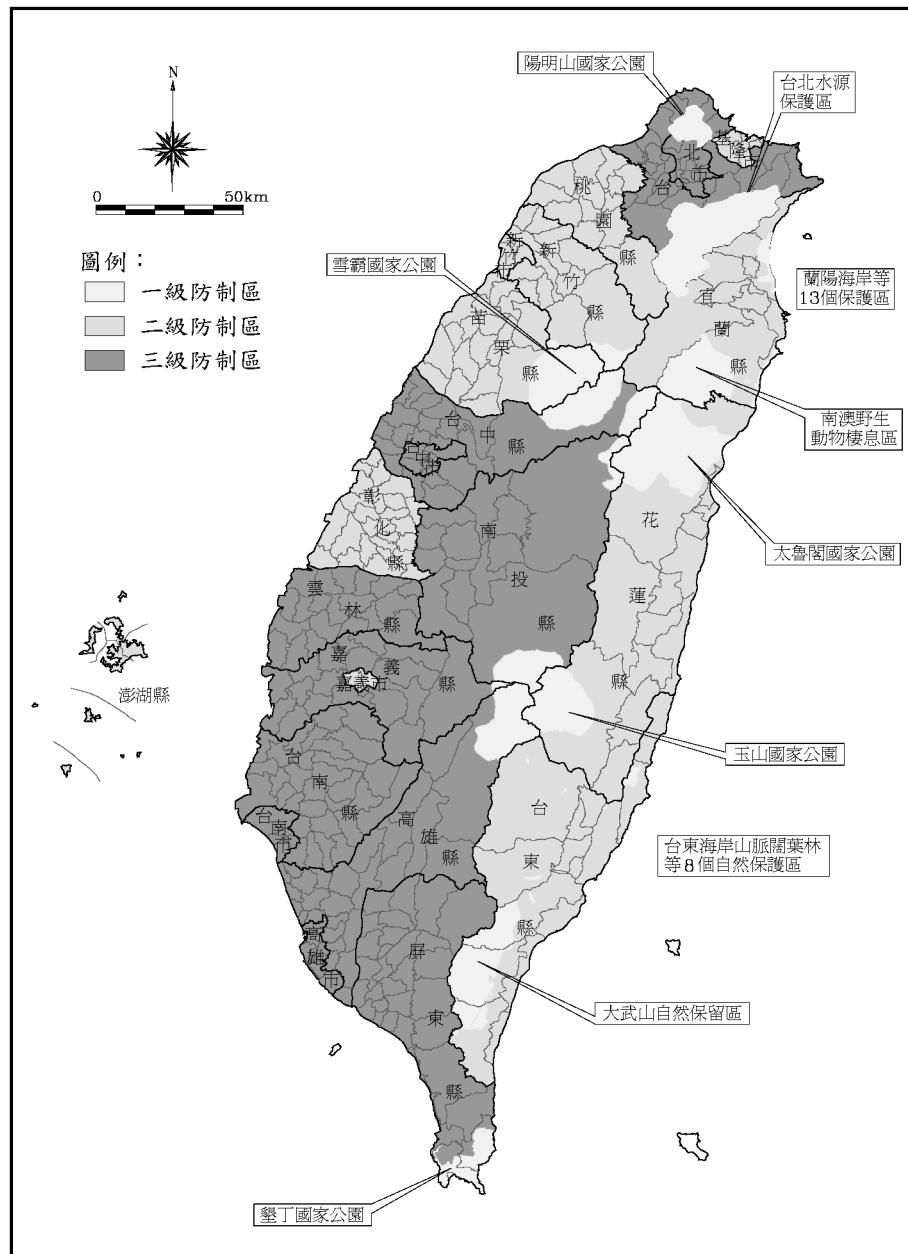 N
0 50km
圖例：
一級防制區
二級防制區
三級防制區
陽明山國家公園
台北水源
保護區
基
隆
市
北
市
台
桃
園
縣
新
竹
市
新
竹
縣
雪霸國家公園
蘭陽海岸等
13個保護區
宜
蘭
縣
苗
栗
縣
南澳野生
動物棲息區
台
中
縣
台
中
市
彰
化
縣
南
投
縣
花
蓮
縣
太魯閣國家公園
雲
林
縣
嘉
義
縣
嘉義市
澎湖縣
玉山國家公園
台
南
縣
台
南
市
高
雄
縣
台
東
縣
台東海岸山脈闊葉林
等8個自然保護區
高
雄
市
屏
東
縣
大武山自然保留區
墾丁國家公園